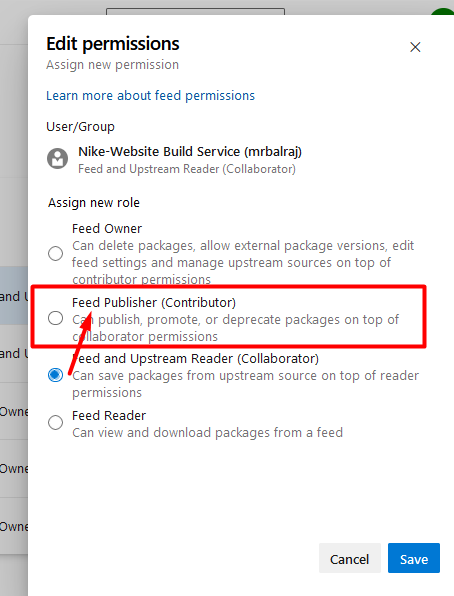 Edit permissions
Assign new permission
Learn more about feed permissions
User/Group
Nike-Website Build Service (mrbalraj)
Feed and Upstream Reader (Collaborator)
Assign new role
Feed Owner
Can delete packages, allow external package versions, edit
feed settings and manage upstream sources on top of
contributor permissions
Feed Publisher (Contributor)
Can publish, promote, or deprecate packages on top of
collaborator permissions
Feed and Upstream Reader (Collaborator)
Can save packages from upstream source on top of reader
permissions
Feed Reader
Can view and download packages from a feed
Cancel
Save
and U
and U
Owne
Owne
Owne